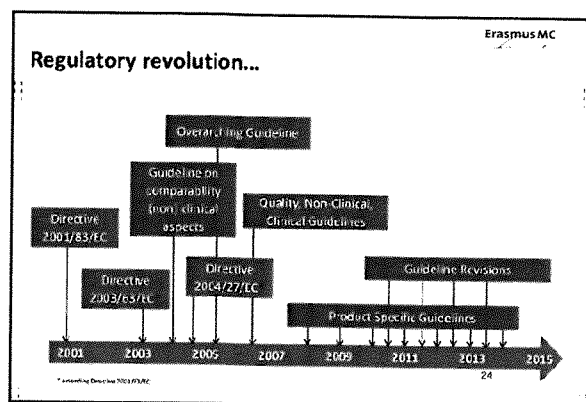 Erasmus MC
Regulatory revolution...
Overarching Guideline
Guideline on
comparability
(non) clinical
aspects
Quality, Non-Clinical,
Clinical Guidelines
Directive
2001/83/EC
Directive
2003/63/EC
Directive
2004/27/EC
Guideline Revisions
Product Specific Guidelines
2001
2003
2005
2007
2009
2011
2013
2015
24